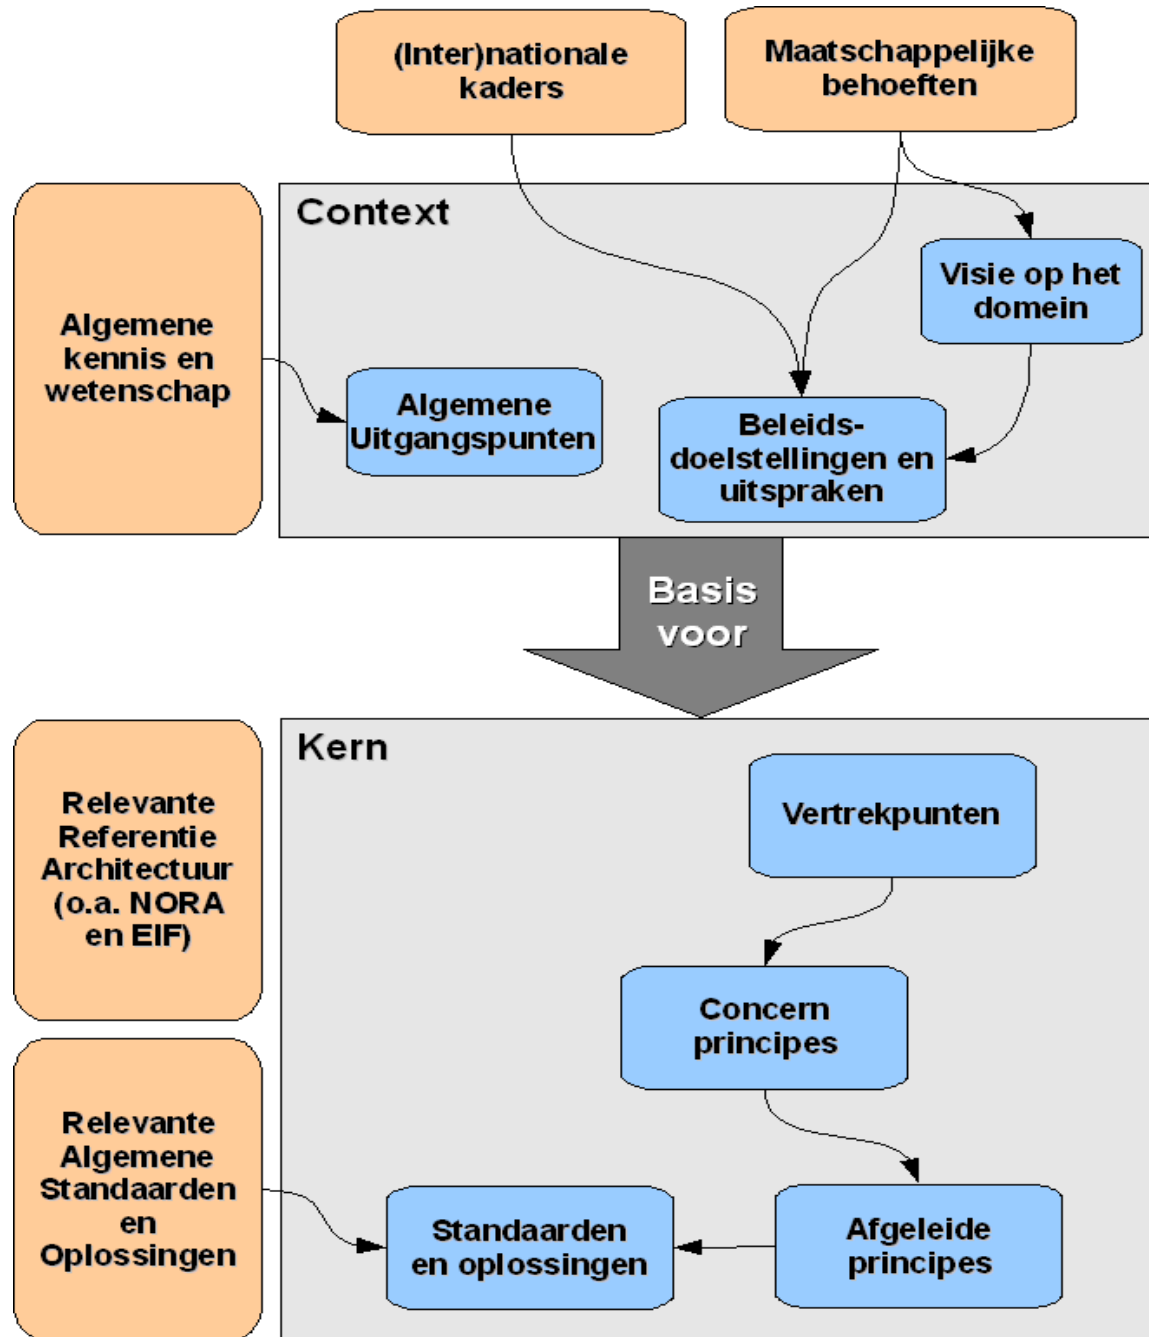 (Inter)nationale
kaders
Maatschappelijke
behoeften
Context
Algemene
kennis en
wetenschap
Visie op het
domein
Algemene
Uitgangspunten
Beleids-
doelstellingen en
uitspraken
Basis
voor
Kern
Relevante
Referentie
Architectuur
(o.a. NORA
en EIF)
Vertrekpunten
Concern
principes
Relevante
Algemene
Standaarden
en
Oplossingen
Standaarden
en oplossingen
Afgeleide
principes